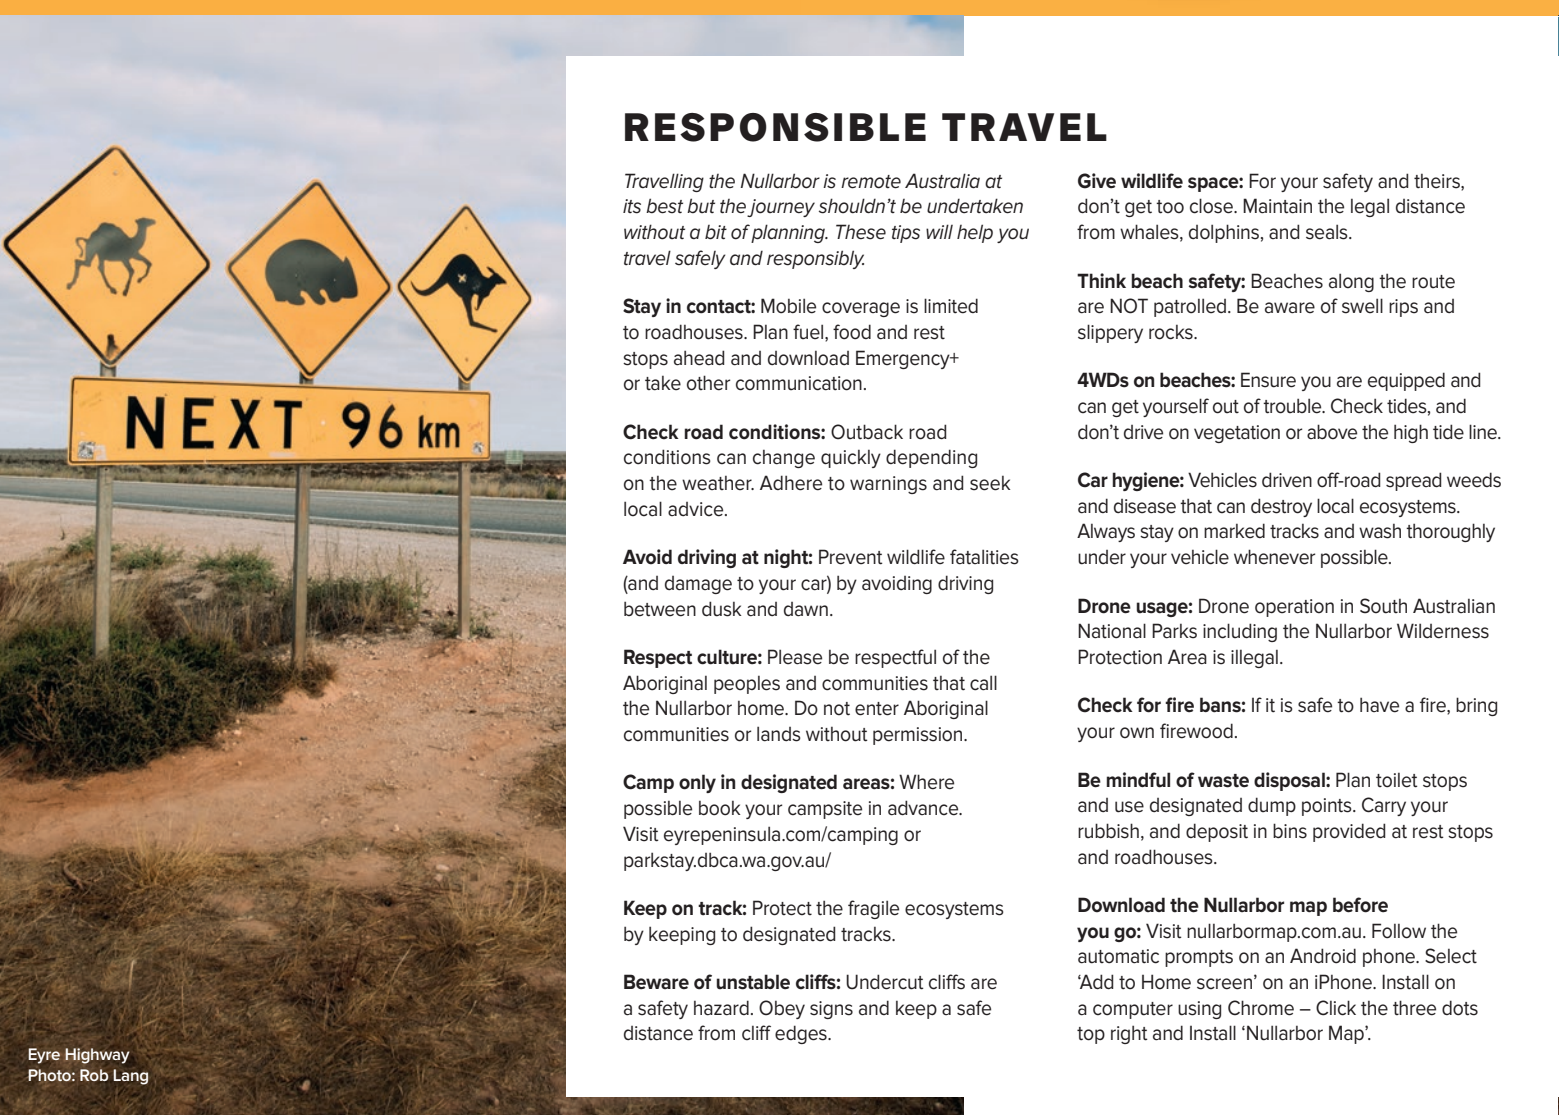 NEXT 96 km
Eyre Highway
Photo: Rob Lang
RESPONSIBLE TRAVEL
Travelling the Nullarbor is remote Australia at
its best but the journey shouldn't be undertaken
without a bit of planning. These tips will help you
travel safely and responsibly.
Stay in contact: Mobile coverage is limited
to roadhouses. Plan fuel, food and rest
stops ahead and download Emergency+
or take other communication.
Check road conditions: Outback road
conditions can change quickly depending
on the weather. Adhere to warnings and seek
local advice.
Avoid driving at night: Prevent wildlife fatalities
(and damage to your car) by avoiding driving
between dusk and dawn.
Respect culture: Please be respectful of the
Aboriginal peoples and communities that call
the Nullarbor home. Do not enter Aboriginal
communities or lands without permission.
Camp only in designated areas: Where
possible book your campsite in advance.
Visit eyrepeninsula.com/camping or
parkstay.dbca.wa.gov.au/
Keep on track: Protect the fragile ecosystems
by keeping to designated tracks.
Beware of unstable cliffs: Undercut cliffs are
a safety hazard. Obey signs and keep a safe
distance from cliff edges.
Give wildlife space: For your safety and theirs,
don't get too close. Maintain the legal distance
from whales, dolphins, and seals.
Think beach safety: Beaches along the route
are NOT patrolled. Be aware of swell rips and
slippery rocks.
4WDs on beaches: Ensure you are equipped and
can get yourself out of trouble. Check tides, and
don't drive on vegetation or above the high tide line.
Car hygiene: Vehicles driven off-road spread weeds
and disease that can destroy local ecosystems.
Always stay on marked tracks and wash thoroughly
under your vehicle whenever possible.
Drone usage: Drone operation in South Australian
National Parks including the Nullarbor Wilderness
Protection Area is illegal.
Check for fire bans: If it is safe to have a fire, bring
your own firewood.
Be mindful of waste disposal: Plan toilet stops
and use designated dump points. Carry your
rubbish, and deposit in bins provided at rest stops
and roadhouses.
Download the Nullarbor map before
you go: Visit nullarbormap.com.au. Follow the
automatic prompts on an Android phone. Select
‘Add to Home screen’ on an iPhone. Install on
a computer using Chrome – Click the three dots
top right and Install ‘Nullarbor Map’.